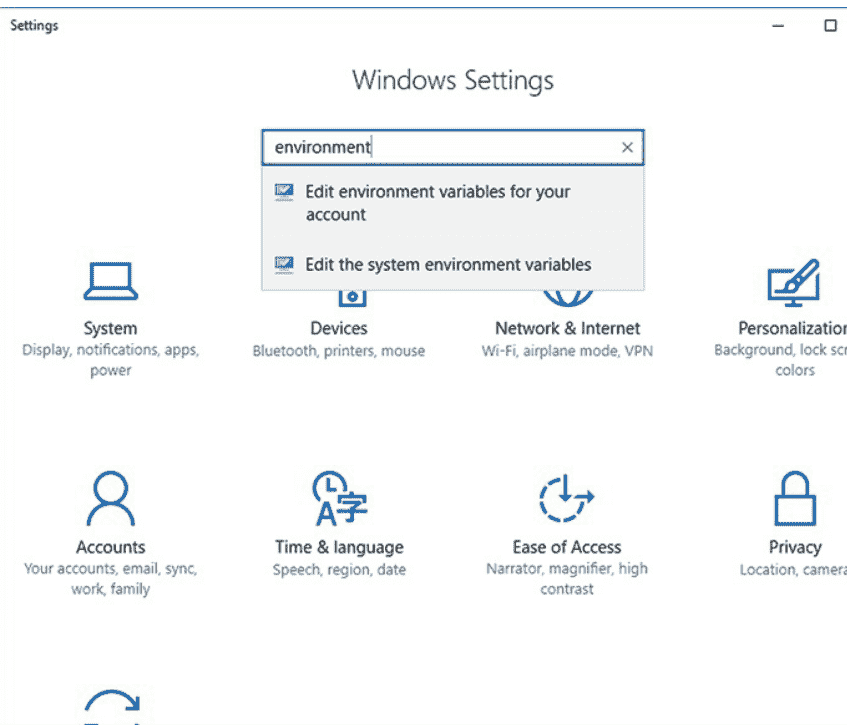 Settings
Windows Settings
environment
Edit environment variables for your
account
Edit the system environment variables
System
Display, notifications, apps,
power
Devices
Bluetooth, printers, mouse
Network & Internet
Wi-Fi, airplane mode, VPN
Personalization
Background, lock scr
colors
Accounts
Your accounts, email, sync,
work, family
A字
Time & language
Speech, region, date
Ease of Access
Narrator, magnifier, high
contrast
Privacy
Location, camera